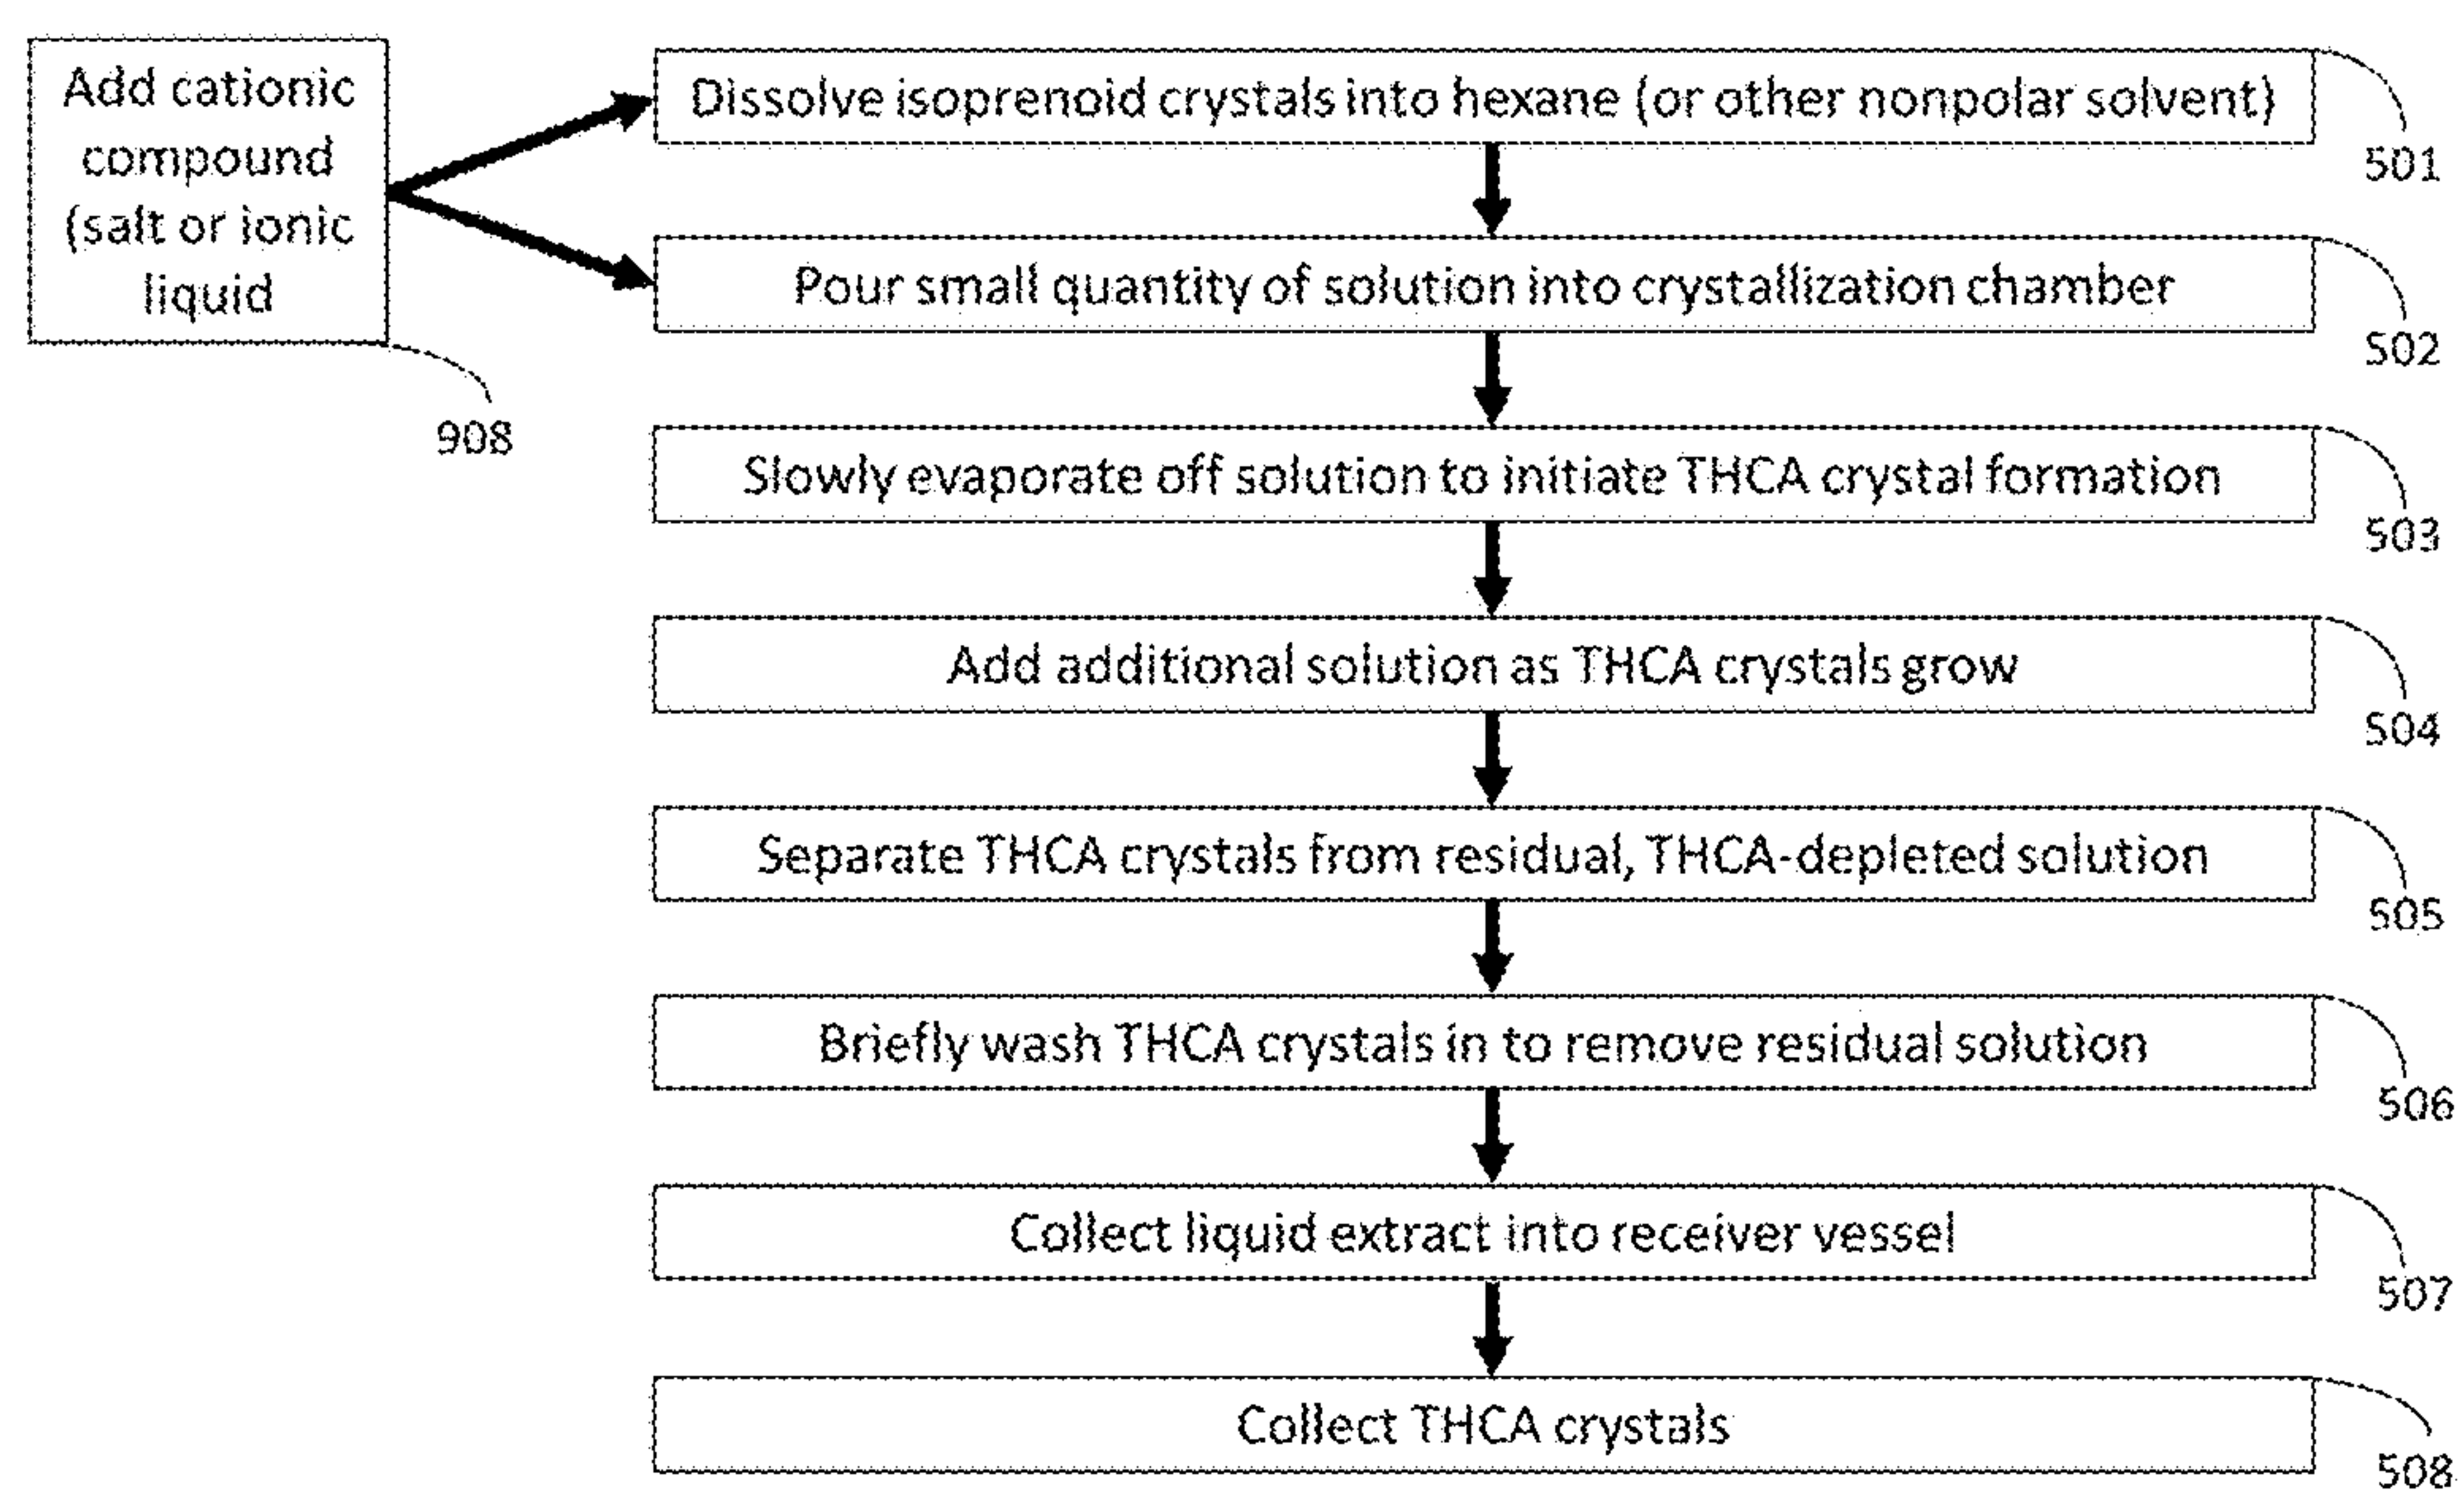 Add cationic
compound
(salt or ionic
liquid
908
Dissolve isoprenoid crystals into hexane (or other nonpolar solvent)
501
Pour small quantity of solution into crystallization chamber
502
Slowly evaporate off solution to initiate THCA crystal formation
503
Add additional solution as THCA crystals grow
504
Separate THCA crystals from residual, THCA-depleted solution
505
Briefly wash THCA crystals in to remove residual solution
506
Collect liquid extract into receiver vessel
507
Collect THCA crystals
508